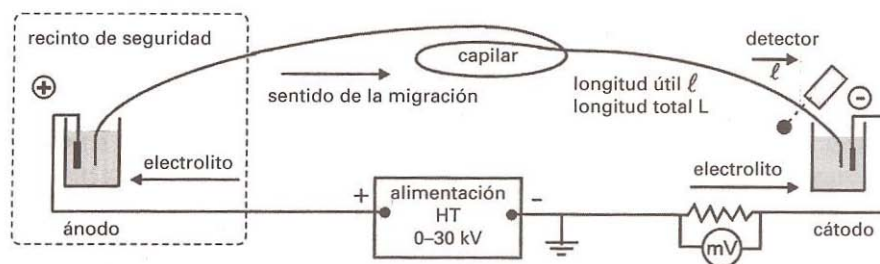 recinto de seguridad
+
electrolito
ánodo
sentido de la migración
capilar
longitud útil ℓ
longitud total L
detector
ℓ
−
electrolito
+
alimentación
HT
0–30 kV
-
mV
cátodo